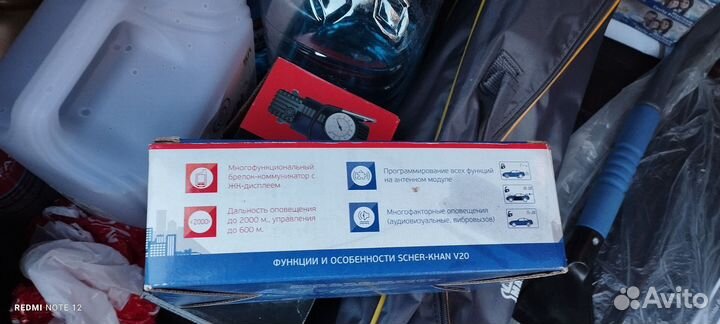 Многофункциональный
брелок-коммуникатор с
ЖК-дисплеем
Программирование всех функций
на антенном модуле
<2000>
Дальность оповещения
до 2000 м., управления
до 600 м.
Многофакторные оповещения
(аудиовизуальные, вибровызов)
ФУНКЦИИ И ОСОБЕННОСТИ SCHER-KHAN V20
REDMI NOTE 12
Avito